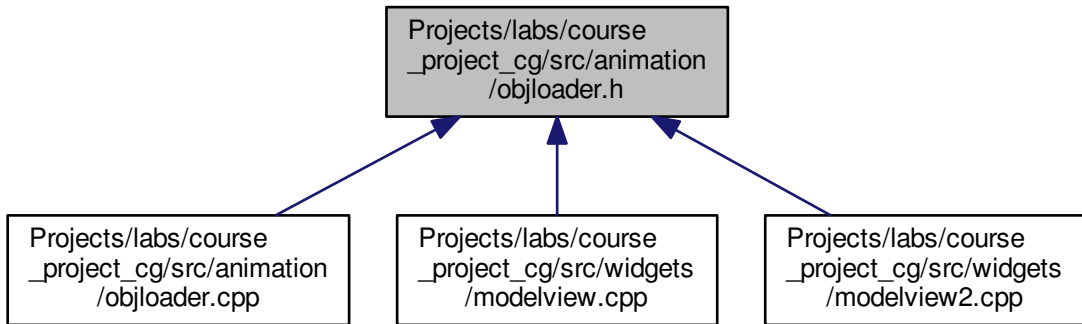 Projects/labs/course
_project_cg/src/animation
/objloader.h
Projects/labs/course
_project_cg/src/animation
/objloader.cpp
Projects/labs/course
_project_cg/src/widgets
/modelview.cpp
Projects/labs/course
_project_cg/src/widgets
/modelview2.cpp